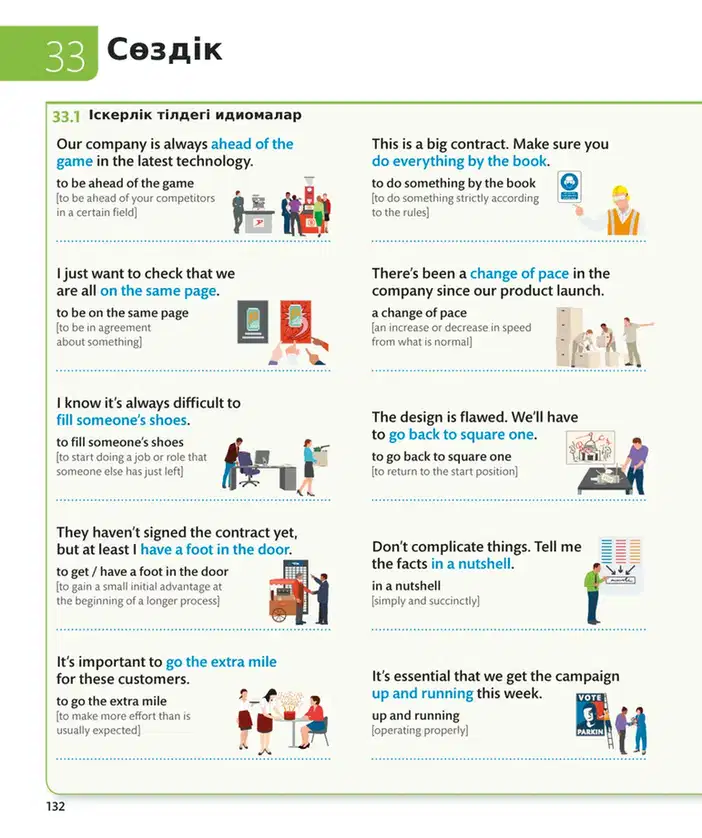 33 Сөздік
33.1 Іскерлік тілдегі идиомалар
Our company is always ahead of the
game in the latest technology.
to be ahead of the game
[to be ahead of your competitors
in a certain field]
I just want to check that we
are all on the same page.
to be on the same page
[to be in agreement
about something]
I know it’s always difficult to
fill someone’s shoes.
to fill someone’s shoes
[to start doing a job or role that
someone else has just left]
They haven’t signed the contract yet,
but at least I have a foot in the door.
to get / have a foot in the door
[to gain a small initial advantage at
the beginning of a longer process]
It’s important to go the extra mile
for these customers.
to go the extra mile
[to make more effort than is
usually expected]
This is a big contract. Make sure you
do everything by the book.
to do something by the book
[to do something strictly according
to the rules]
There’s been a change of pace in the
company since our product launch.
a change of pace
[an increase or decrease in speed
from what is normal]
The design is flawed. We’ll have
to go back to square one.
to go back to square one
[to return to the start position]
Don’t complicate things. Tell me
the facts in a nutshell.
in a nutshell
[simply and succinctly]
It’s essential that we get the campaign
up and running this week.
up and running
[operating properly]
VOTE
PARKIN
132